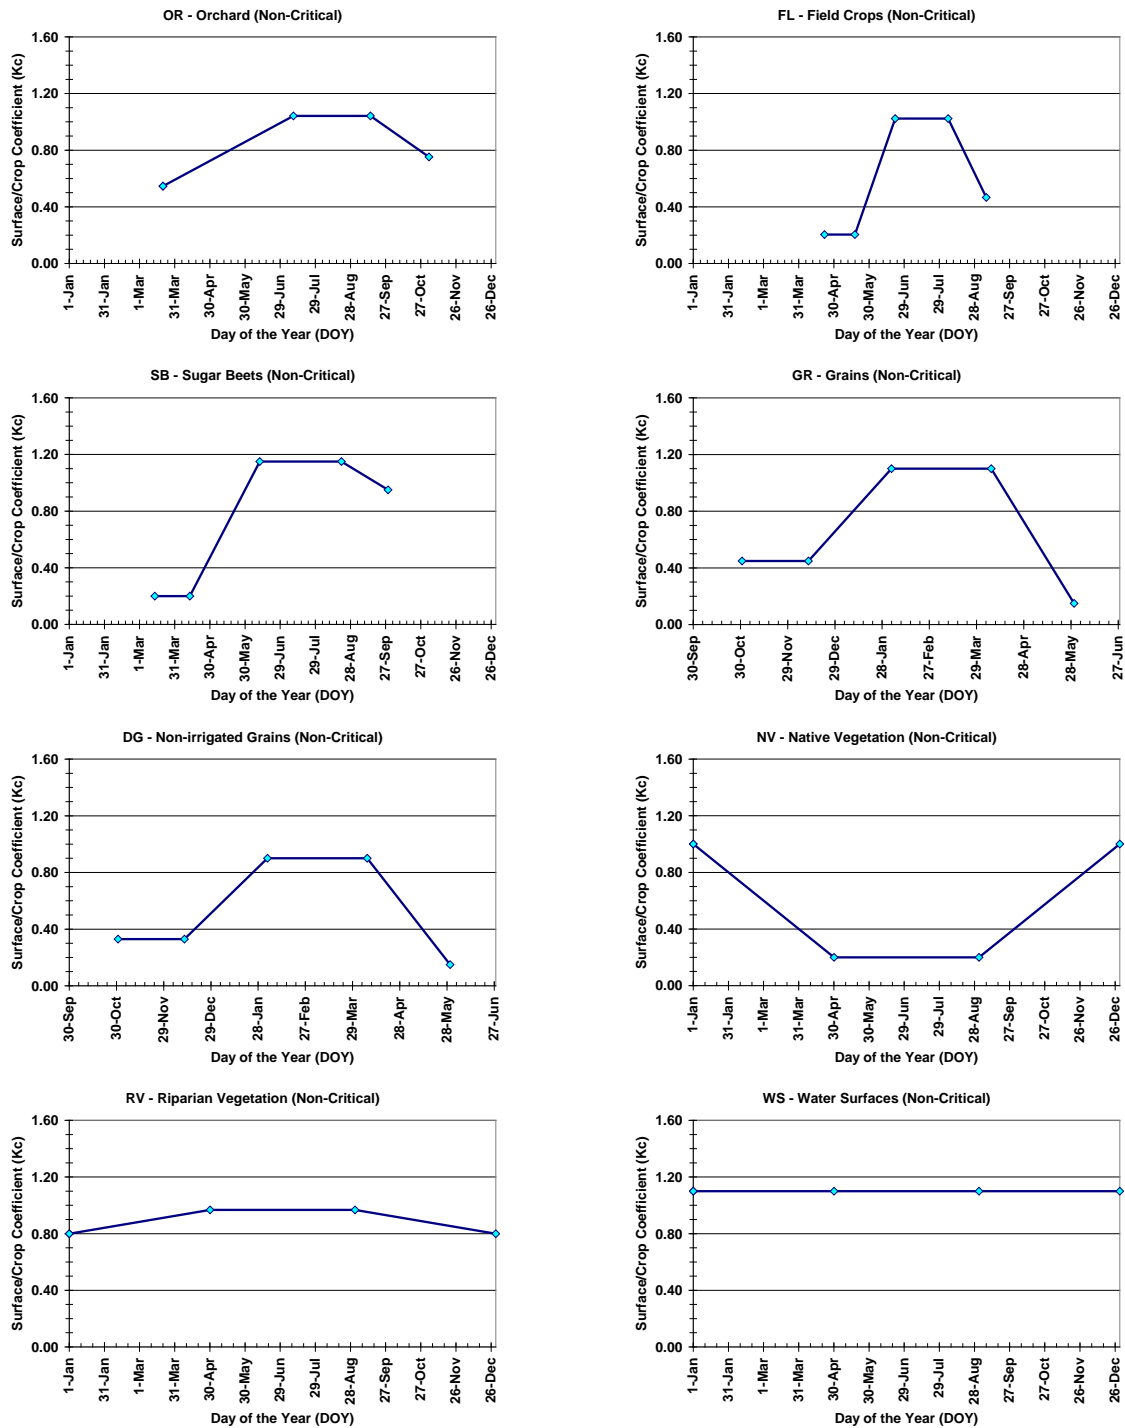 OR - Orchard (Non-Critical)
Surface/Crop Coefficient (Kc)
1.60
1.20
0.80
0.40
0.00
1-Jan
31-Jan
1-Mar
31-Mar
30-Apr
30-May
29-Jun
29-Jul
28-Aug
27-Sep
27-Oct
26-Nov
26-Dec
Day of the Year (DOY)
FL - Field Crops (Non-Critical)
Surface/Crop Coefficient (Kc)
1.60
1.20
0.80
0.40
0.00
1-Jan
31-Jan
1-Mar
31-Mar
30-Apr
30-May
29-Jun
29-Jul
28-Aug
27-Sep
27-Oct
26-Nov
26-Dec
Day of the Year (DOY)
SB - Sugar Beets (Non-Critical)
Surface/Crop Coefficient (Kc)
1.60
1.20
0.80
0.40
0.00
1-Jan
31-Jan
1-Mar
31-Mar
30-Apr
30-May
29-Jun
29-Jul
28-Aug
27-Sep
27-Oct
26-Nov
26-Dec
Day of the Year (DOY)
GR - Grains (Non-Critical)
Surface/Crop Coefficient (Kc)
1.60
1.20
0.80
0.40
0.00
30-Sep
30-Oct
29-Nov
29-Dec
28-Jan
27-Feb
29-Mar
28-Apr
28-May
27-Jun
Day of the Year (DOY)
DG - Non-irrigated Grains (Non-Critical)
Surface/Crop Coefficient (Kc)
1.60
1.20
0.80
0.40
0.00
30-Sep
30-Oct
29-Nov
29-Dec
28-Jan
27-Feb
29-Mar
28-Apr
28-May
27-Jun
Day of the Year (DOY)
NV - Native Vegetation (Non-Critical)
Surface/Crop Coefficient (Kc)
1.60
1.20
0.80
0.40
0.00
1-Jan
31-Jan
1-Mar
31-Mar
30-Apr
30-May
29-Jun
29-Jul
28-Aug
27-Sep
27-Oct
26-Nov
26-Dec
Day of the Year (DOY)
RV - Riparian Vegetation (Non-Critical)
Surface/Crop Coefficient (Kc)
1.60
1.20
0.80
0.40
0.00
1-Jan
31-Jan
1-Mar
31-Mar
30-Apr
30-May
29-Jun
29-Jul
28-Aug
27-Sep
27-Oct
26-Nov
26-Dec
Day of the Year (DOY)
WS - Water Surfaces (Non-Critical)
Surface/Crop Coefficient (Kc)
1.60
1.20
0.80
0.40
0.00
1-Jan
31-Jan
1-Mar
31-Mar
30-Apr
30-May
29-Jun
29-Jul
28-Aug
27-Sep
27-Oct
26-Nov
26-Dec
Day of the Year (DOY)